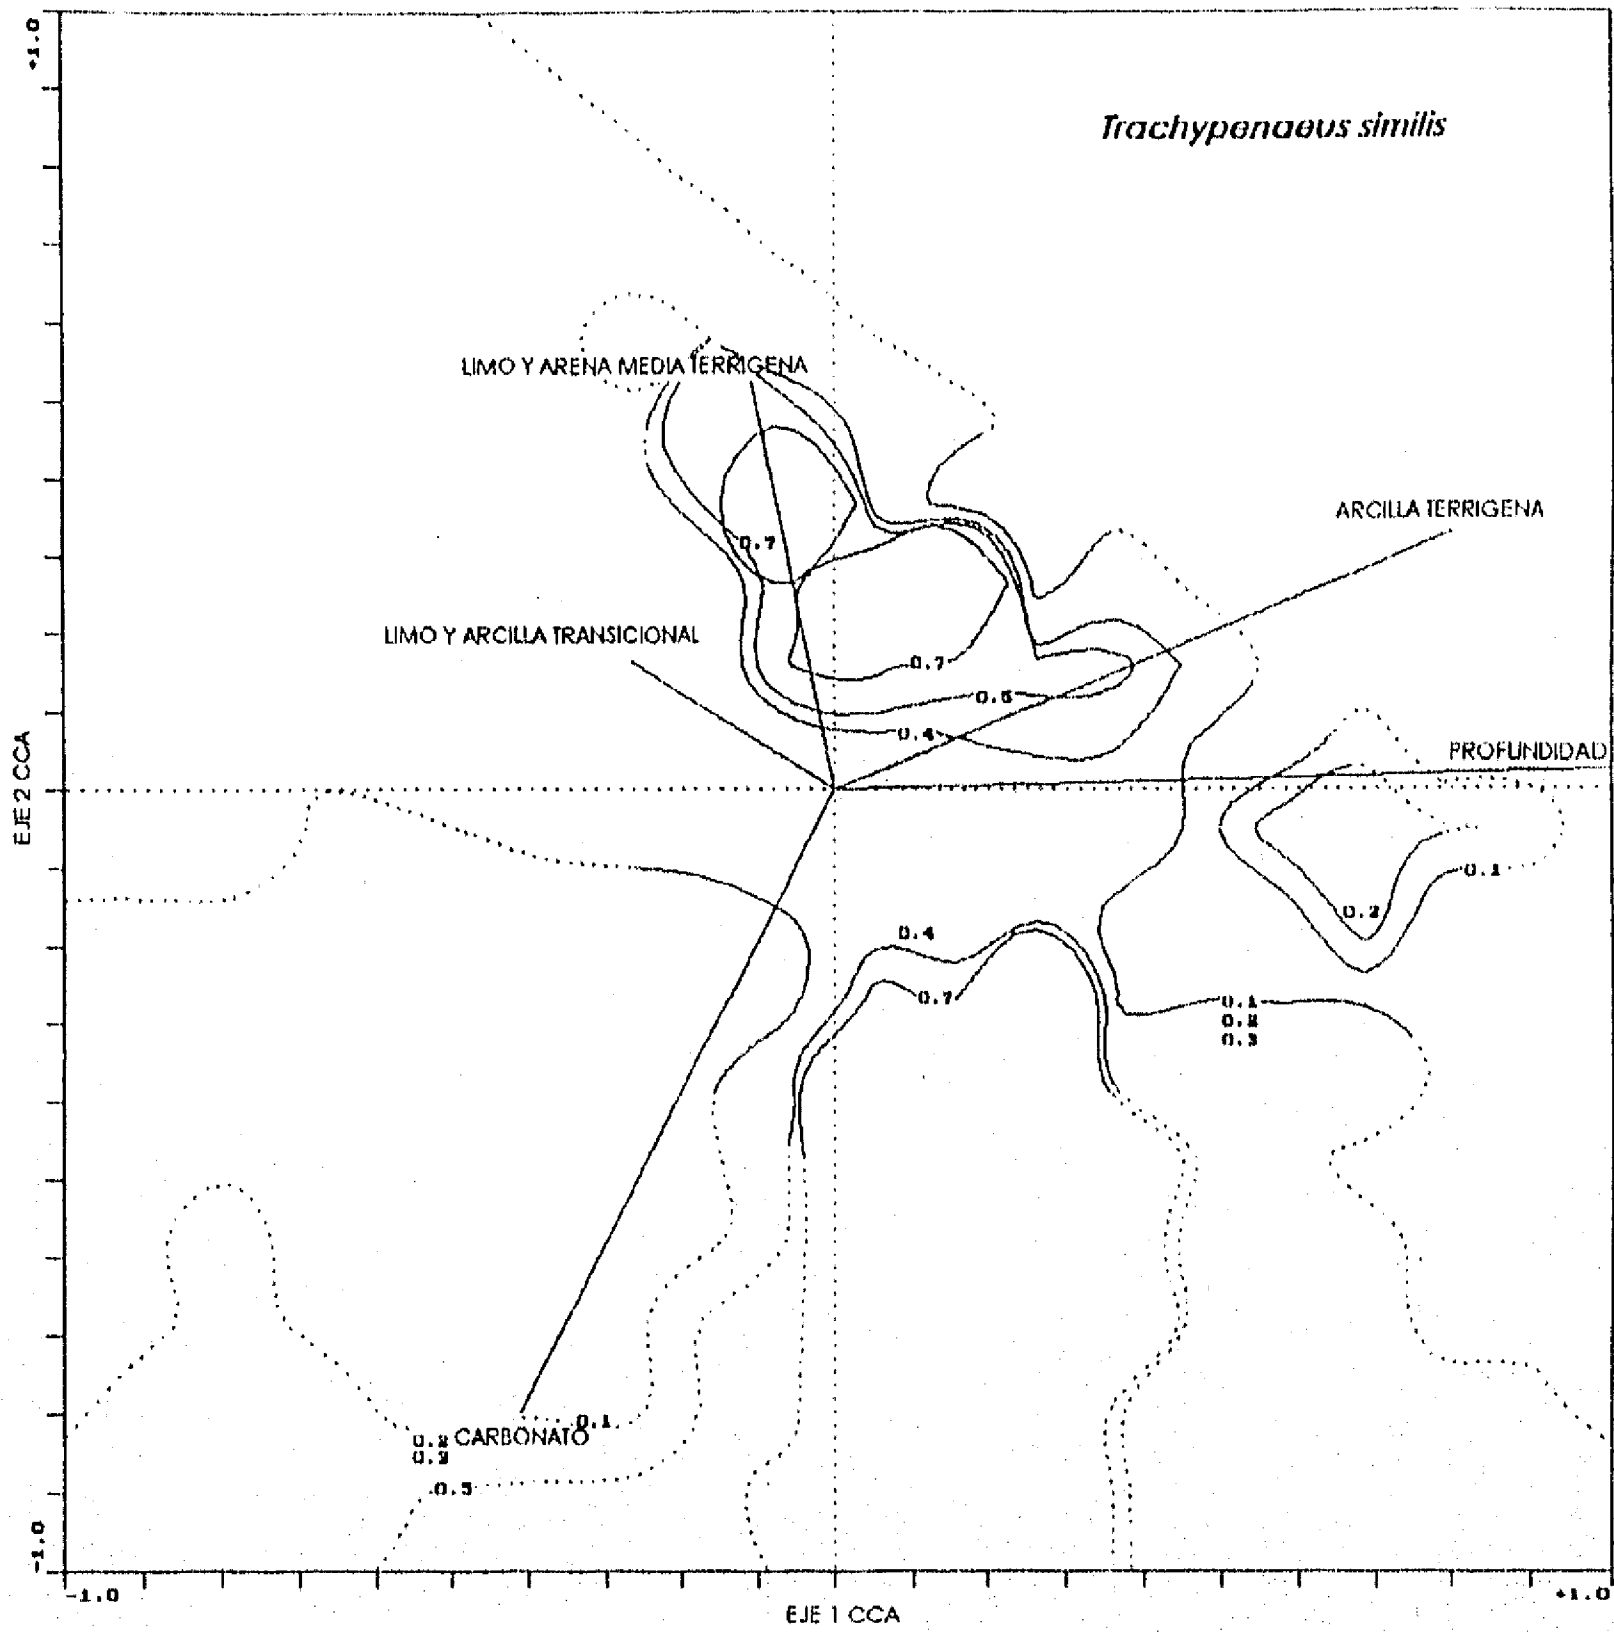 +1.0
Trachypenaeus similis
LIMO Y ARENA MEDIA TERRIGENA
ARCILLA TERRIGENA
0.7
LIMO Y ARCILLA TRANSICIONAL
0.7
0.5
0.4
PROFUNDIDAD
EJE 2 CCA
0.1
0.2
0.4
0.7
0.1
0.2
0.3
0.1
0.2 CARBONATO
0.3
0.5
-1.0
-1.0
+1.0
EJE 1 CCA